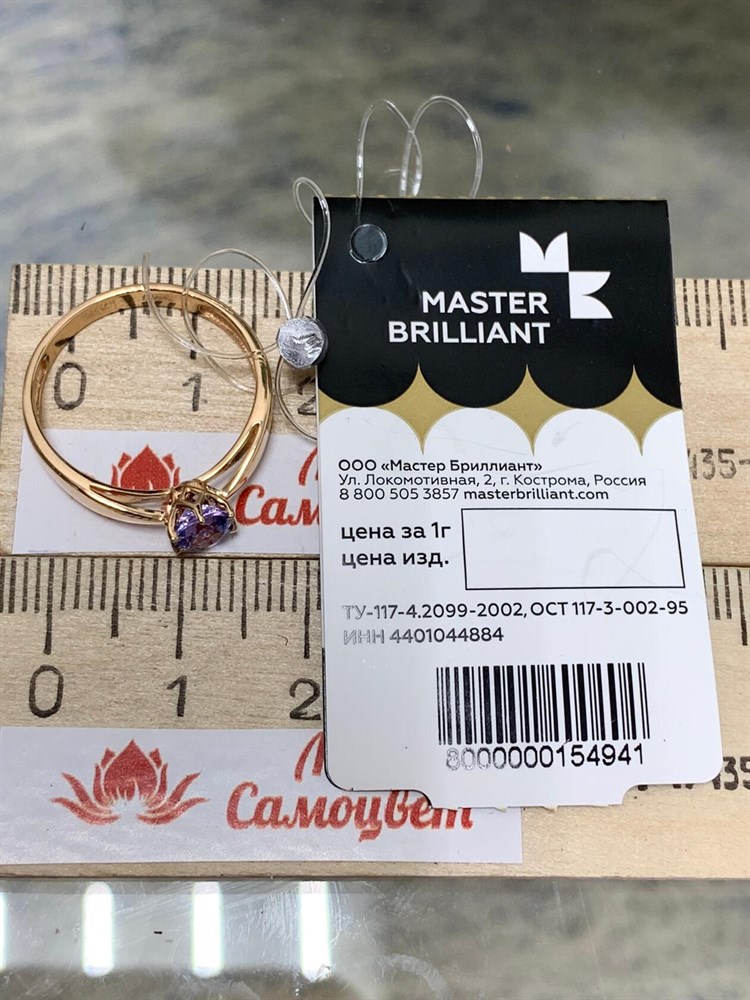 MASTER
BRILLIANT
ООО «Мастер Бриллиант»
Ул. Локомотивная, 2, г. Кострома, Россия
8 800 505 3857 masterbrilliant.com
цена за 1г
цена изд.
ТУ-117-4.2099-2002, ОСТ 117-3-002-95
ИНН 4401044884
8000000154941
0 1 2
0 1 2
Самоцвет